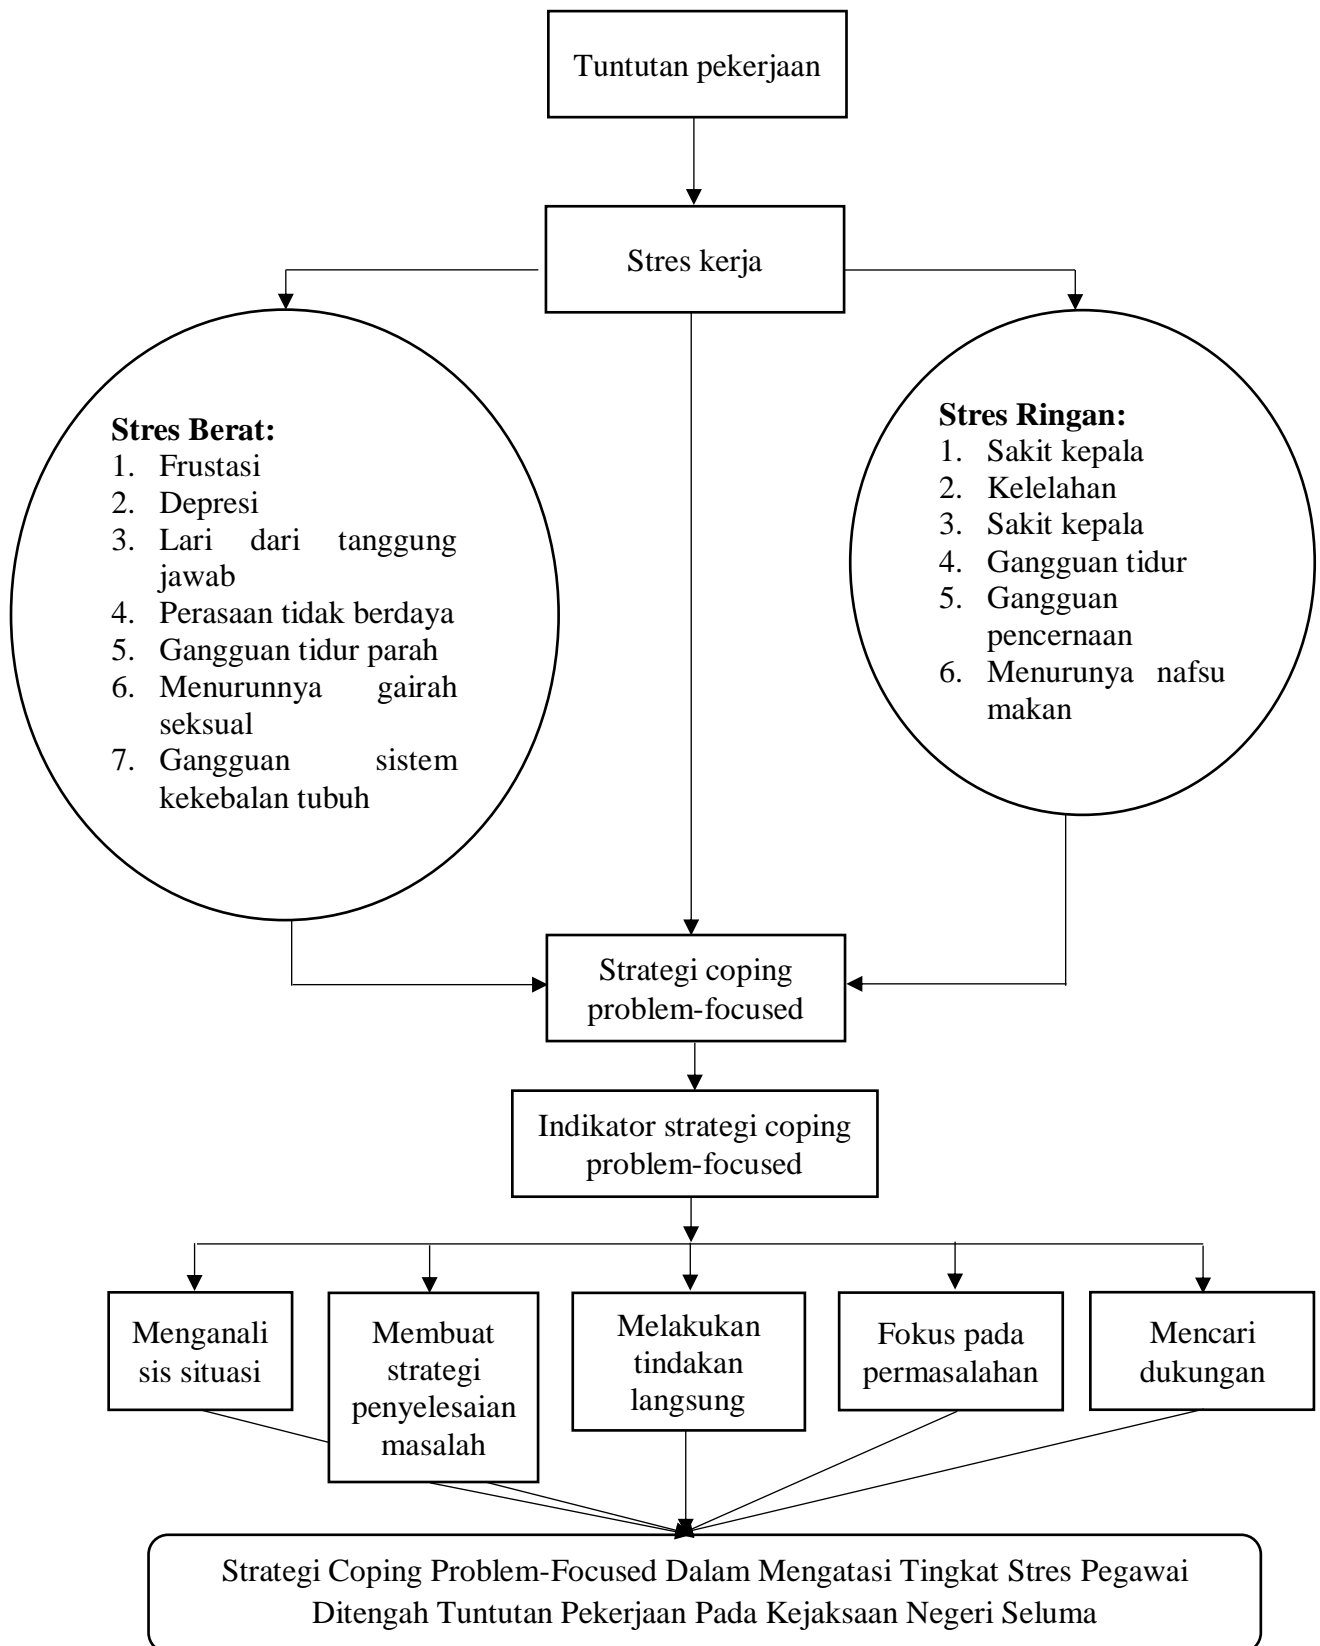 Tuntutan pekerjaan
Stres kerja
Stres Berat:
1. Frustasi
2. Depresi
3. Lari dari tanggung
jawab
4. Perasaan tidak berdaya
5. Gangguan tidur parah
6. Menurunnya gairah
seksual
7. Gangguan sistem
kekebalan tubuh
Stres Ringan:
1. Sakit kepala
2. Kelelahan
3. Sakit kepala
4. Gangguan tidur
5. Gangguan
pencernaan
6. Menurunya nafsu
makan
Strategi coping
problem-focused
Indikator strategi coping
problem-focused
Menganali
sis situasi
Membuat
strategi
penyelesaian
masalah
Melakukan
tindakan
langsung
Fokus pada
permasalahan
Mencari
dukungan
Strategi Coping Problem-Focused Dalam Mengatasi Tingkat Stres Pegawai
Ditengah Tuntutan Pekerjaan Pada Kejaksaan Negeri Seluma